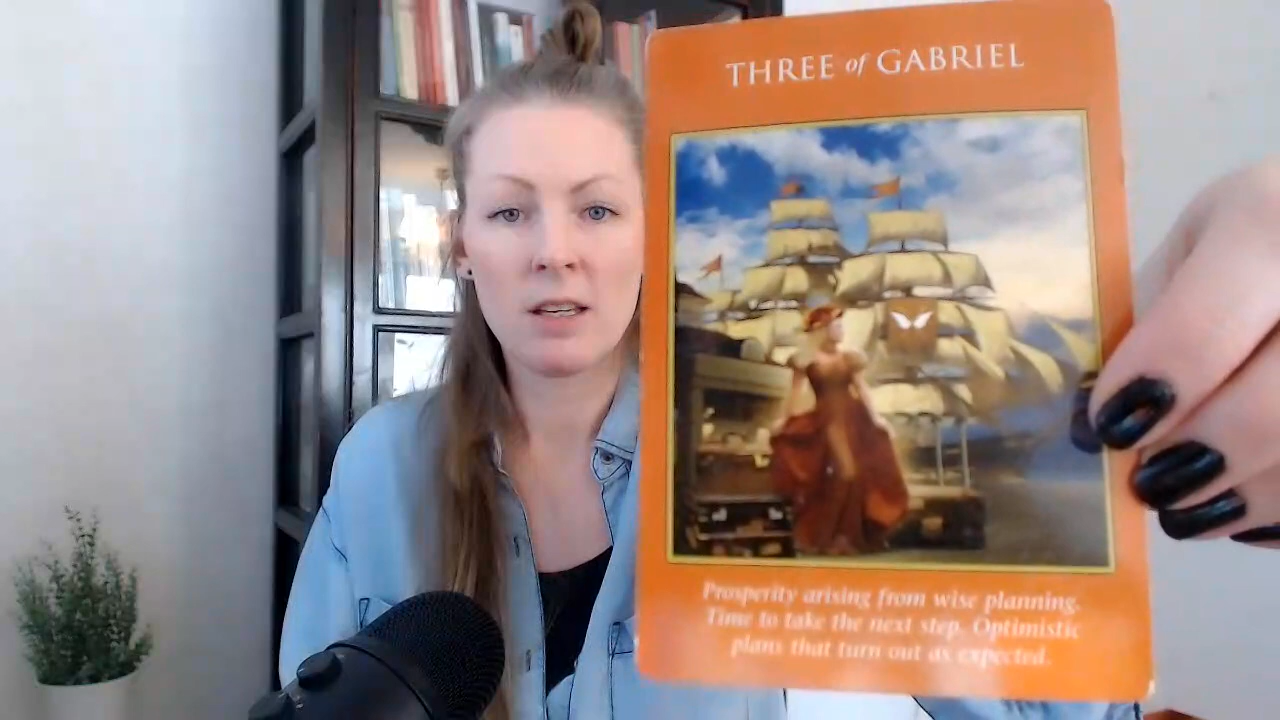 THREE of GABRIEL
Prosperity arising from wise planning.
Time to take the next step. Optimistic
plans that turn out as expected.